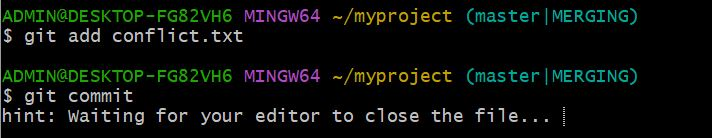 ADMIN@DESKTOP-FG82VH6 MINGW64 ~/myproject (master|MERGING)
$ git add conflict.txt
ADMIN@DESKTOP-FG82VH6 MINGW64 ~/myproject (master|MERGING)
$ git commit
hint: Waiting for your editor to close the file...